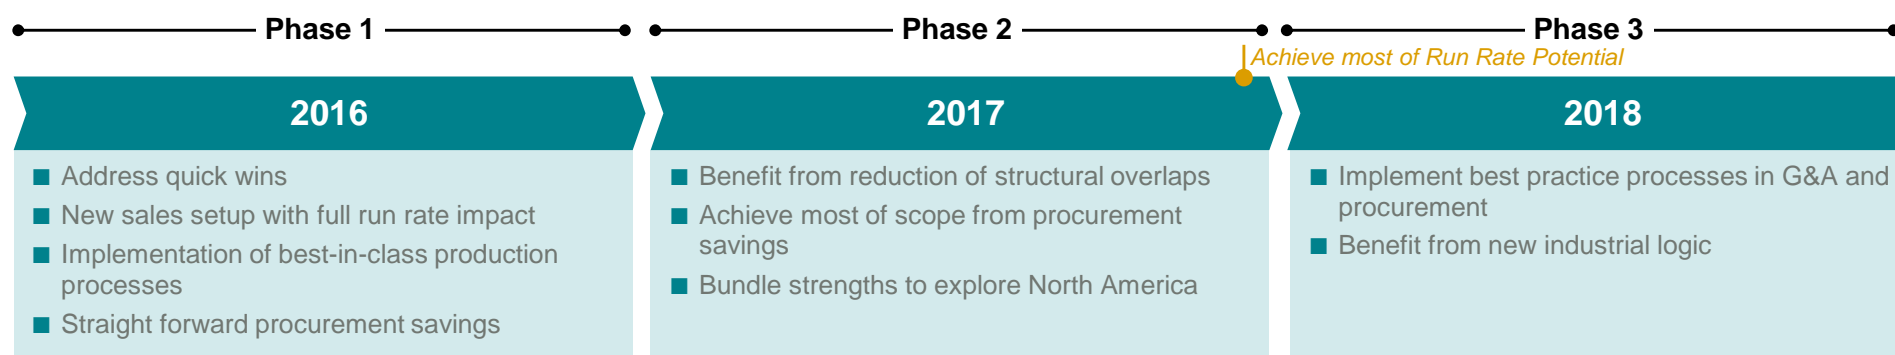 Phase 1
Phase 2
Phase 3
Achieve most of Run Rate Potential
2016
2017
2018
Address quick wins
New sales setup with full run rate impact
Implementation of best-in-class production
processes
Straight forward procurement savings
Benefit from reduction of structural overlaps
Achieve most of scope from procurement
savings
Bundle strengths to explore North America
Implement best practice processes in G&A and
procurement
Benefit from new industrial logic